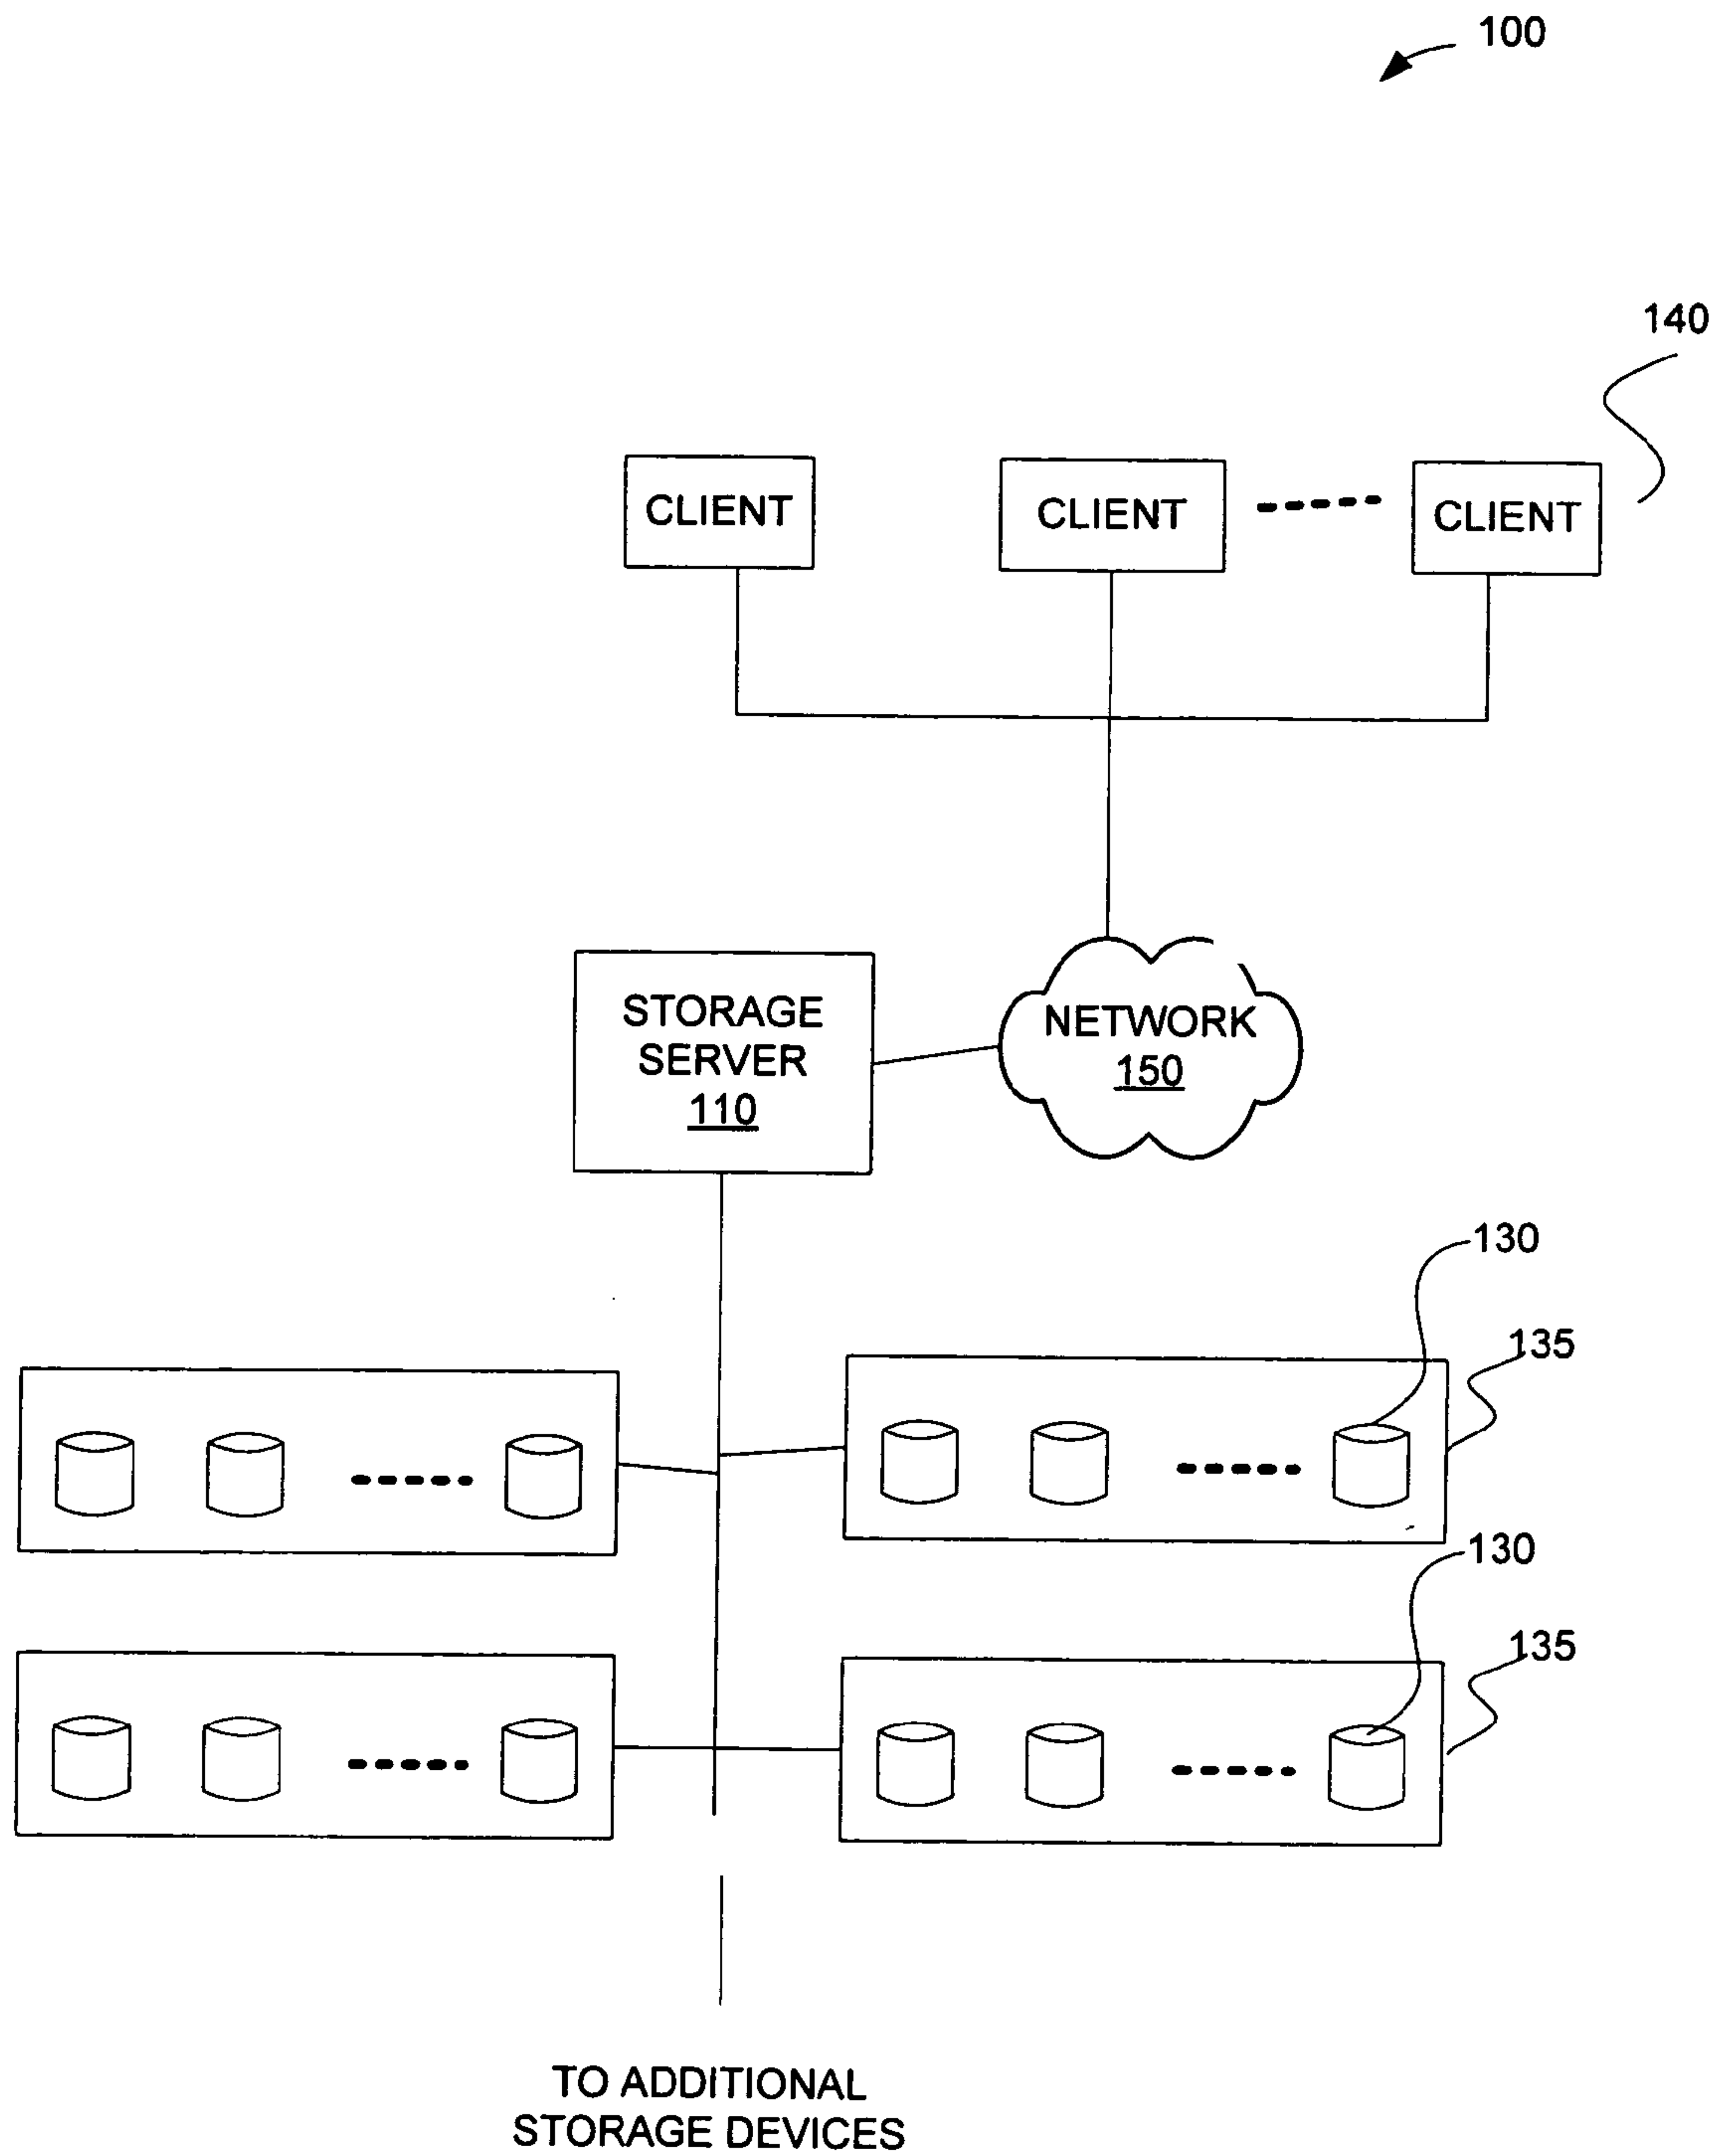 100
140
CLIENT
CLIENT
CLIENT
STORAGE
SERVER
110
NETWORK
150
130
135
130
135
TO ADDITIONAL
STORAGE DEVICES